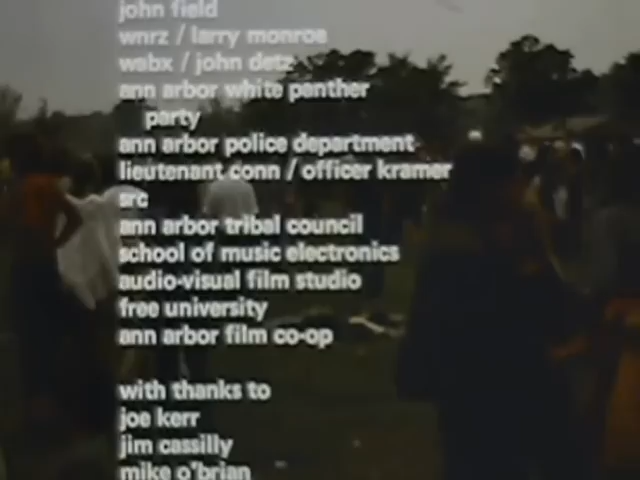 john field
wnrz / larry monroe
wabx / john detz
ann arbor white panther
party
ann arbor police department
lieutenant conn / officer kramer
src
ann arbor tribal council
school of music electronics
audio-visual film studio
free university
ann arbor film co-op
with thanks to
joe kerr
jim cassilly
mike o'brian